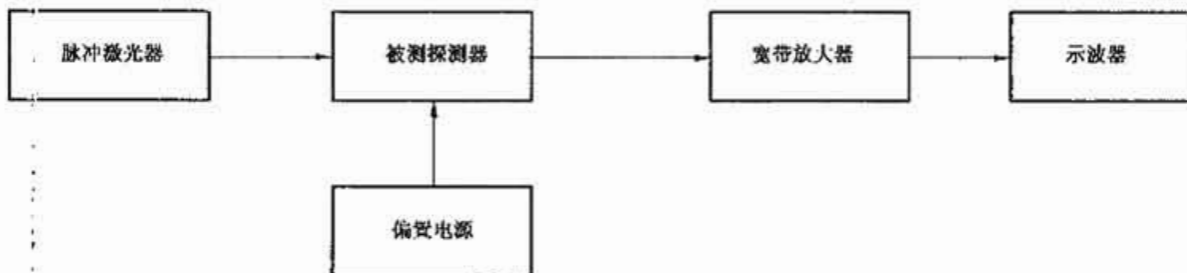 脉冲激光器
被测探测器
宽带放大器
示波器
偏置电源